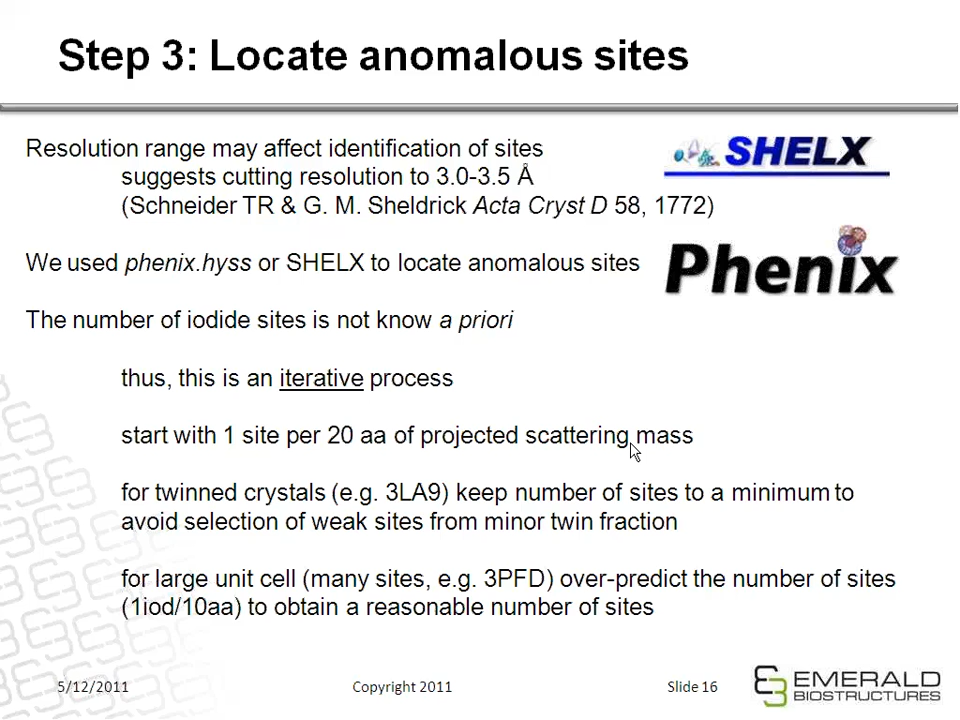 Step 3: Locate anomalous sites
Resolution range may affect identification of sites
suggests cutting resolution to 3.0-3.5 Å
(Schneider TR & G. M. Sheldrick Acta Cryst D 58, 1772)
SHELX
We used phenix.hyss or SHELX to locate anomalous sites
Phenix
The number of iodide sites is not know a priori
thus, this is an iterative process
start with 1 site per 20 aa of projected scattering mass
for twinned crystals (e.g. 3LA9) keep number of sites to a minimum to
avoid selection of weak sites from minor twin fraction
for large unit cell (many sites, e.g. 3PFD) over-predict the number of sites
(1iod/10aa) to obtain a reasonable number of sites
5/12/2011
Copyright 2011
Slide 16
EMERALD
BIOSTRUCTURES